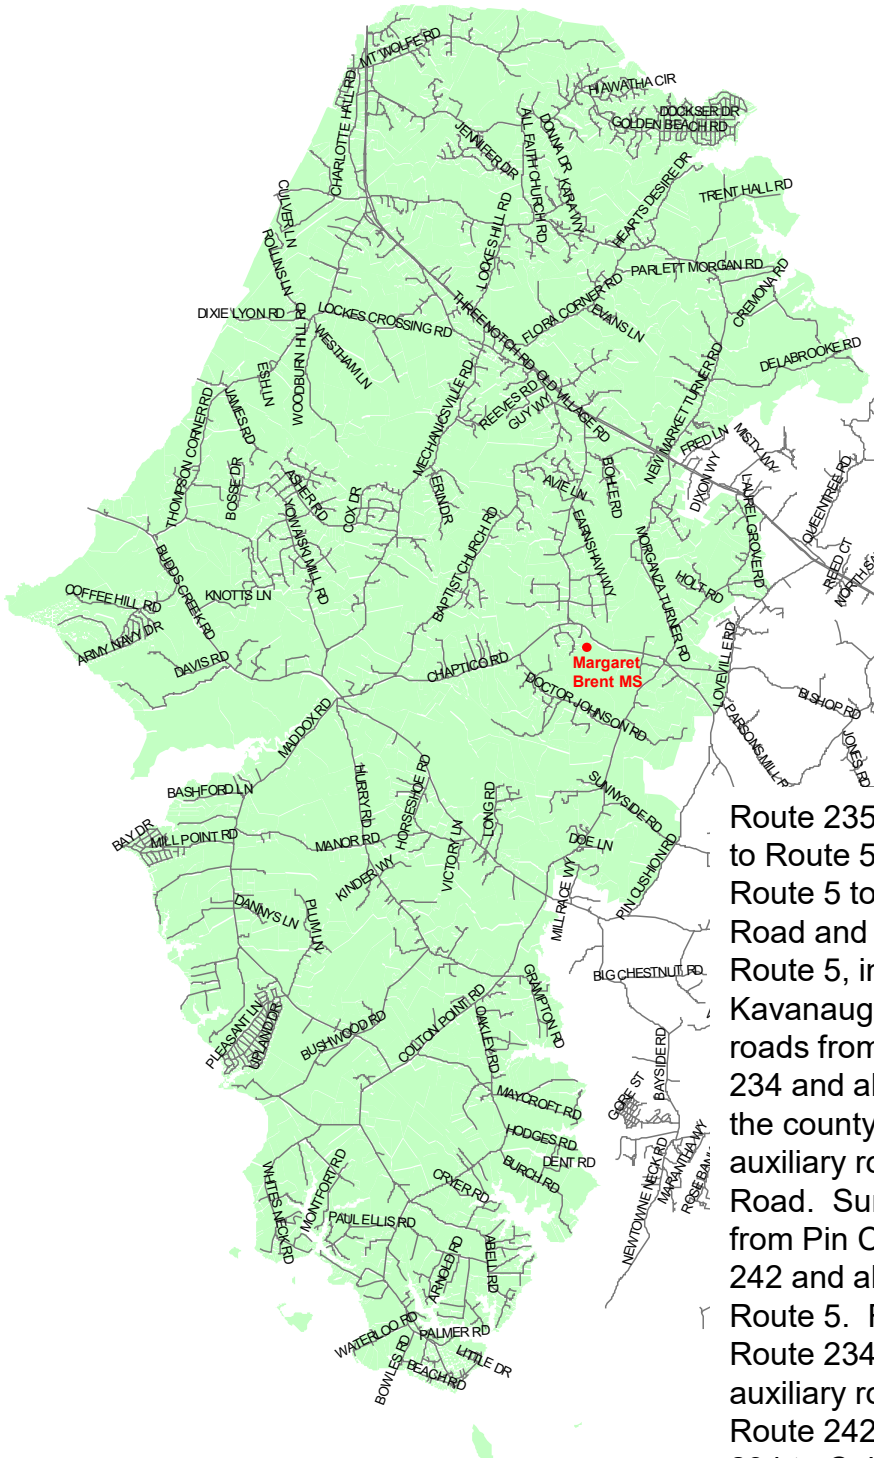 MT WOLFE RD
HIAWATHA CIR
CHARLOTTE HALL RD
DOCKSER DR
GOLDEN BEACH RD
JENNIFER DR
ALL FAITH CHURCH RD
DONNA DR
KARA WY
HEARTS DESIRE DR
TRENT HALL RD
CULVER LN
ROLLINS LN
LOCKES HILL RD
PARLETT MORGAN RD
CREMONA RD
DIXIE LYON RD
WOODBURN HILL RD
LOCKES CROSSING RD
WESTHAM LN
THREE NOTCH RD
FLORA CORNER RD
EVANS LN
DELABROOKE RD
ESH LN
JAMES RD
THOMPSON CORNER RD
MECHANICSVILLE RD
REEVES RD
GUY WY
OLD VILLAGE RD
NEW MARKET TURNER RD
FRED LN
MISTY WY
DIXON WY
BOSSE DR
ASHER RD
COX DR
YOWAISKI MILL RD
ERIN DR
AVIE LN
BOHLE RD
LAUREL GROVE RD
QUEENTREE RD
REED CT
NORTH SA
BUDDS CREEK RD
KNOTTS LN
BAPTIST CHURCH RD
EARNSHAW WY
MORGANZA TURNER RD
HOLT RD
COFFEE HILL RD
ARMY NAVY DR
DAVIS RD
CHAPTICO RD
Margaret
Brent MS
DOCTOR JOHNSON RD
LOVEVILLE RD
BISHOP RD
JONES RD
PARSONS MILL R
MADDOX RD
BASHFORD LN
HURRY RD
HORSESHOE RD
LONG RD
SUNNYSIDE RD
BAY DR
MILL POINT RD
MANOR RD
KINDER WY
VICTORY LN
DOE LN
MILL RACE WY
PIN CUSHION RD
DANNYS LN
PLUM LN
BIG CHESTNUT RD
PLEASANT LN
UPLAND DR
BUSHWOOD RD
COLTON POINT RD
OAKLEY RD
GRAMPTON RD
BAYSIDE RD
GORE ST
MAYCROFT RD
HODGES RD
DENT RD
BURCH RD
CRYER RD
NEWTOWNE NECK RD
MARANTHA WY
ROSE BANK
WHITES NECK RD
MONTFORT RD
PAUL ELLIS RD
ARNOLD RD
ABELL RD
WATERLOO RD
PALMER RD
BOWLES RD
BEACH RD
LITTLE DR
Route 235
to Route 5
Route 5 to
Road and
Route 5, in
Kavanaug
roads from
234 and al
the county
auxiliary ro
Road. Sun
from Pin C
242 and al
Route 5.
Route 234
auxiliary ro
Route 242